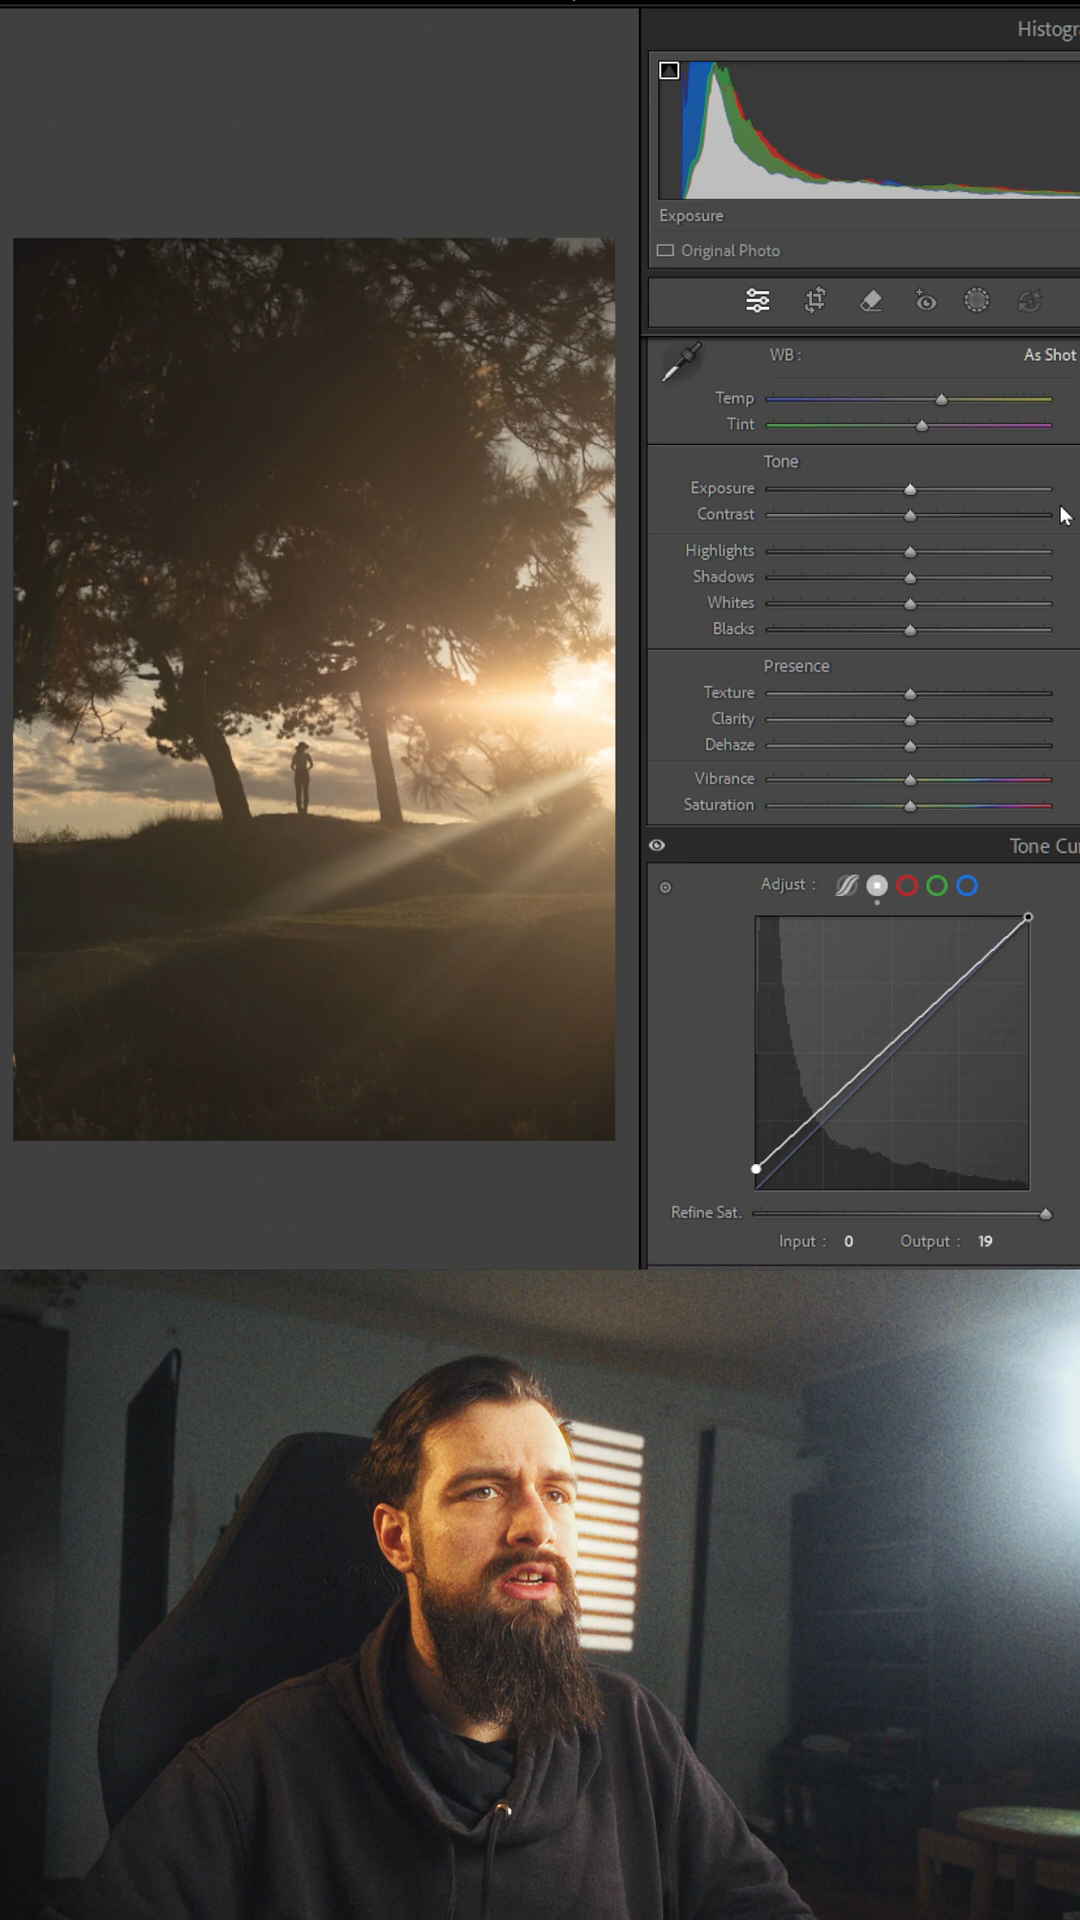 Histogr
Exposure
Original Photo
WB : As Shot
Temp
Tint
Tone
Exposure
Contrast
Highlights
Shadows
Whites
Blacks
Presence
Texture
Clarity
Dehaze
Vibrance
Saturation
Tone Cu
Adjust :
Refine Sat.
Input : 0 Output : 19